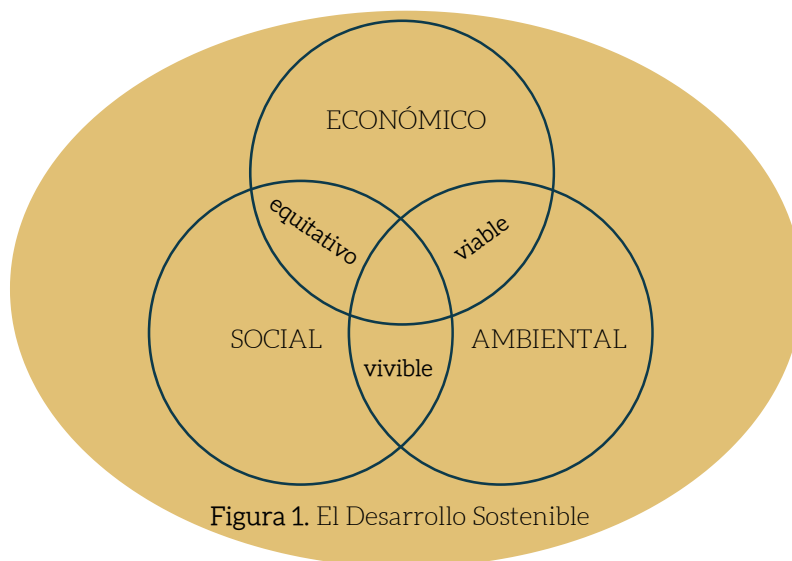 ECONÓMICO
equitativo
viable
SOCIAL
AMBIENTAL
vivible
Figura 1. El Desarrollo Sostenible